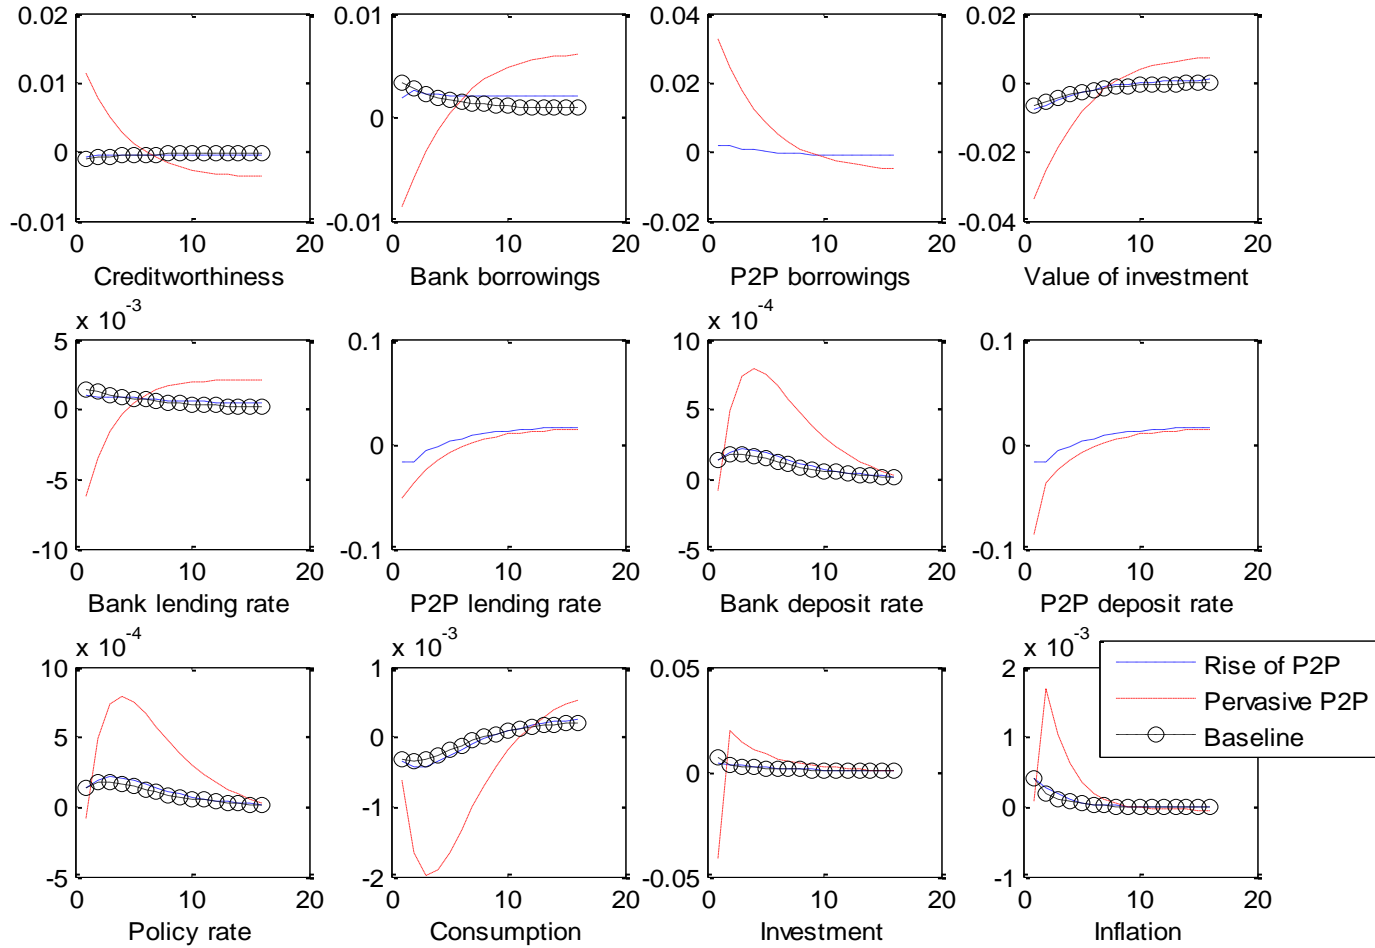 0.02 0.01 0.04 0.02
0.01 0.02 0
0 0 0 -0.02
-0.01 -0.01 -0.02 -0.04
0 10 20 0 10 20 0 10 20 0 10 20
Creditworthiness Bank borrowings P2P borrowings Value of investment
x 10^-3 x 10^-4
5 0.1 10 0.1
0 0 5 0
-5 0
-10 -0.1 -5 -0.1
0 10 20 0 10 20 0 10 20 0 10 20
Bank lending rate P2P lending rate Bank deposit rate P2P deposit rate
x 10^-4 x 10^-3 x 10^-3
10 1 0.05 2
Rise of P2P
5 0 1
Pervasive P2P
0 Baseline
0 -1 0
-5 -2 -0.05 -1
0 10 20 0 10 20 0 10 20 0 10 20
Policy rate Consumption Investment Inflation